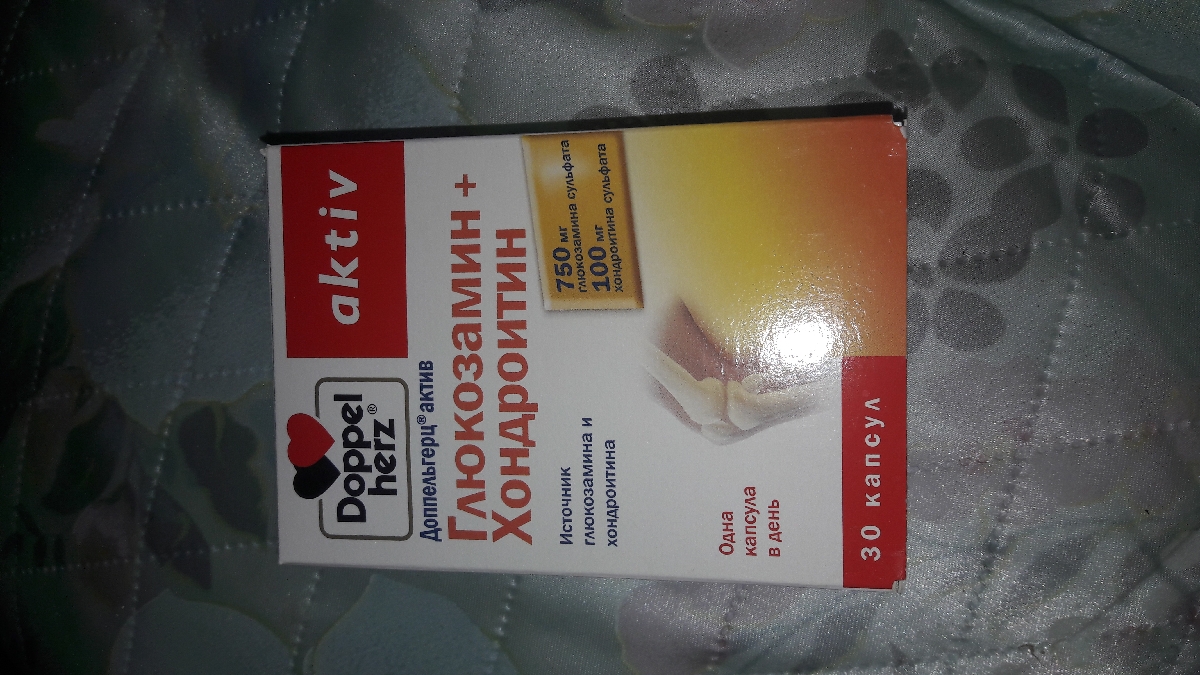 Doppel
herz®
aktiv
Доппельгерц® актив
Глюкозамин +
Хондроитин
Источник
глюкозамина и
хондроитина
750 мг
глюкозамина сульфата
100 мг
хондроитина сульфата
Одна
капсула
в день
30 капсул